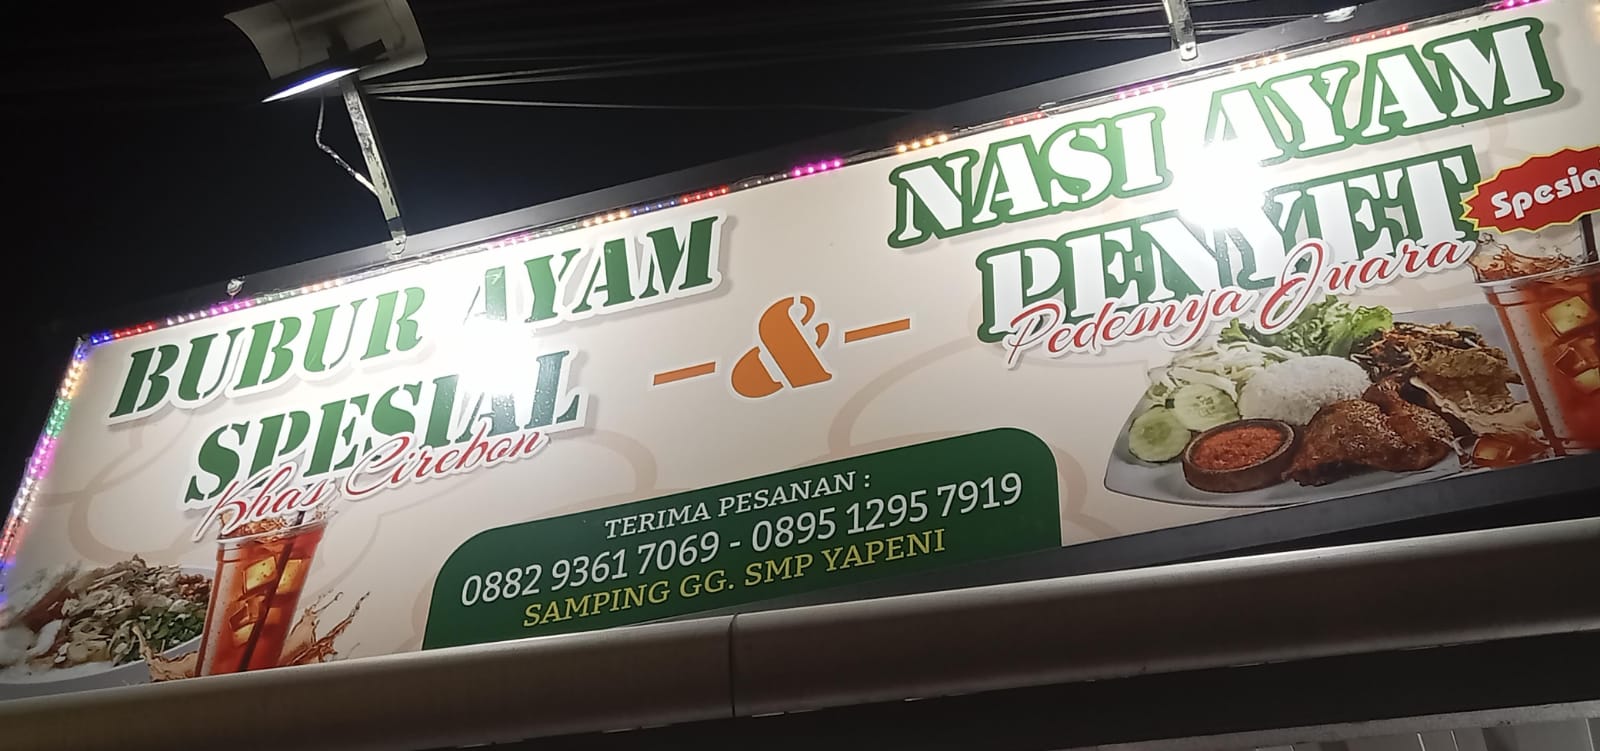 BUBUR AYAM
SPESIAL
Khas Cirebon
-&-
NASI AYAM
PENYET
Pedesnya Juara
Spesial
TERIMA PESANAN :
0882 9361 7069 - 0895 1295 7919
SAMPING GG. SMP YAPENI